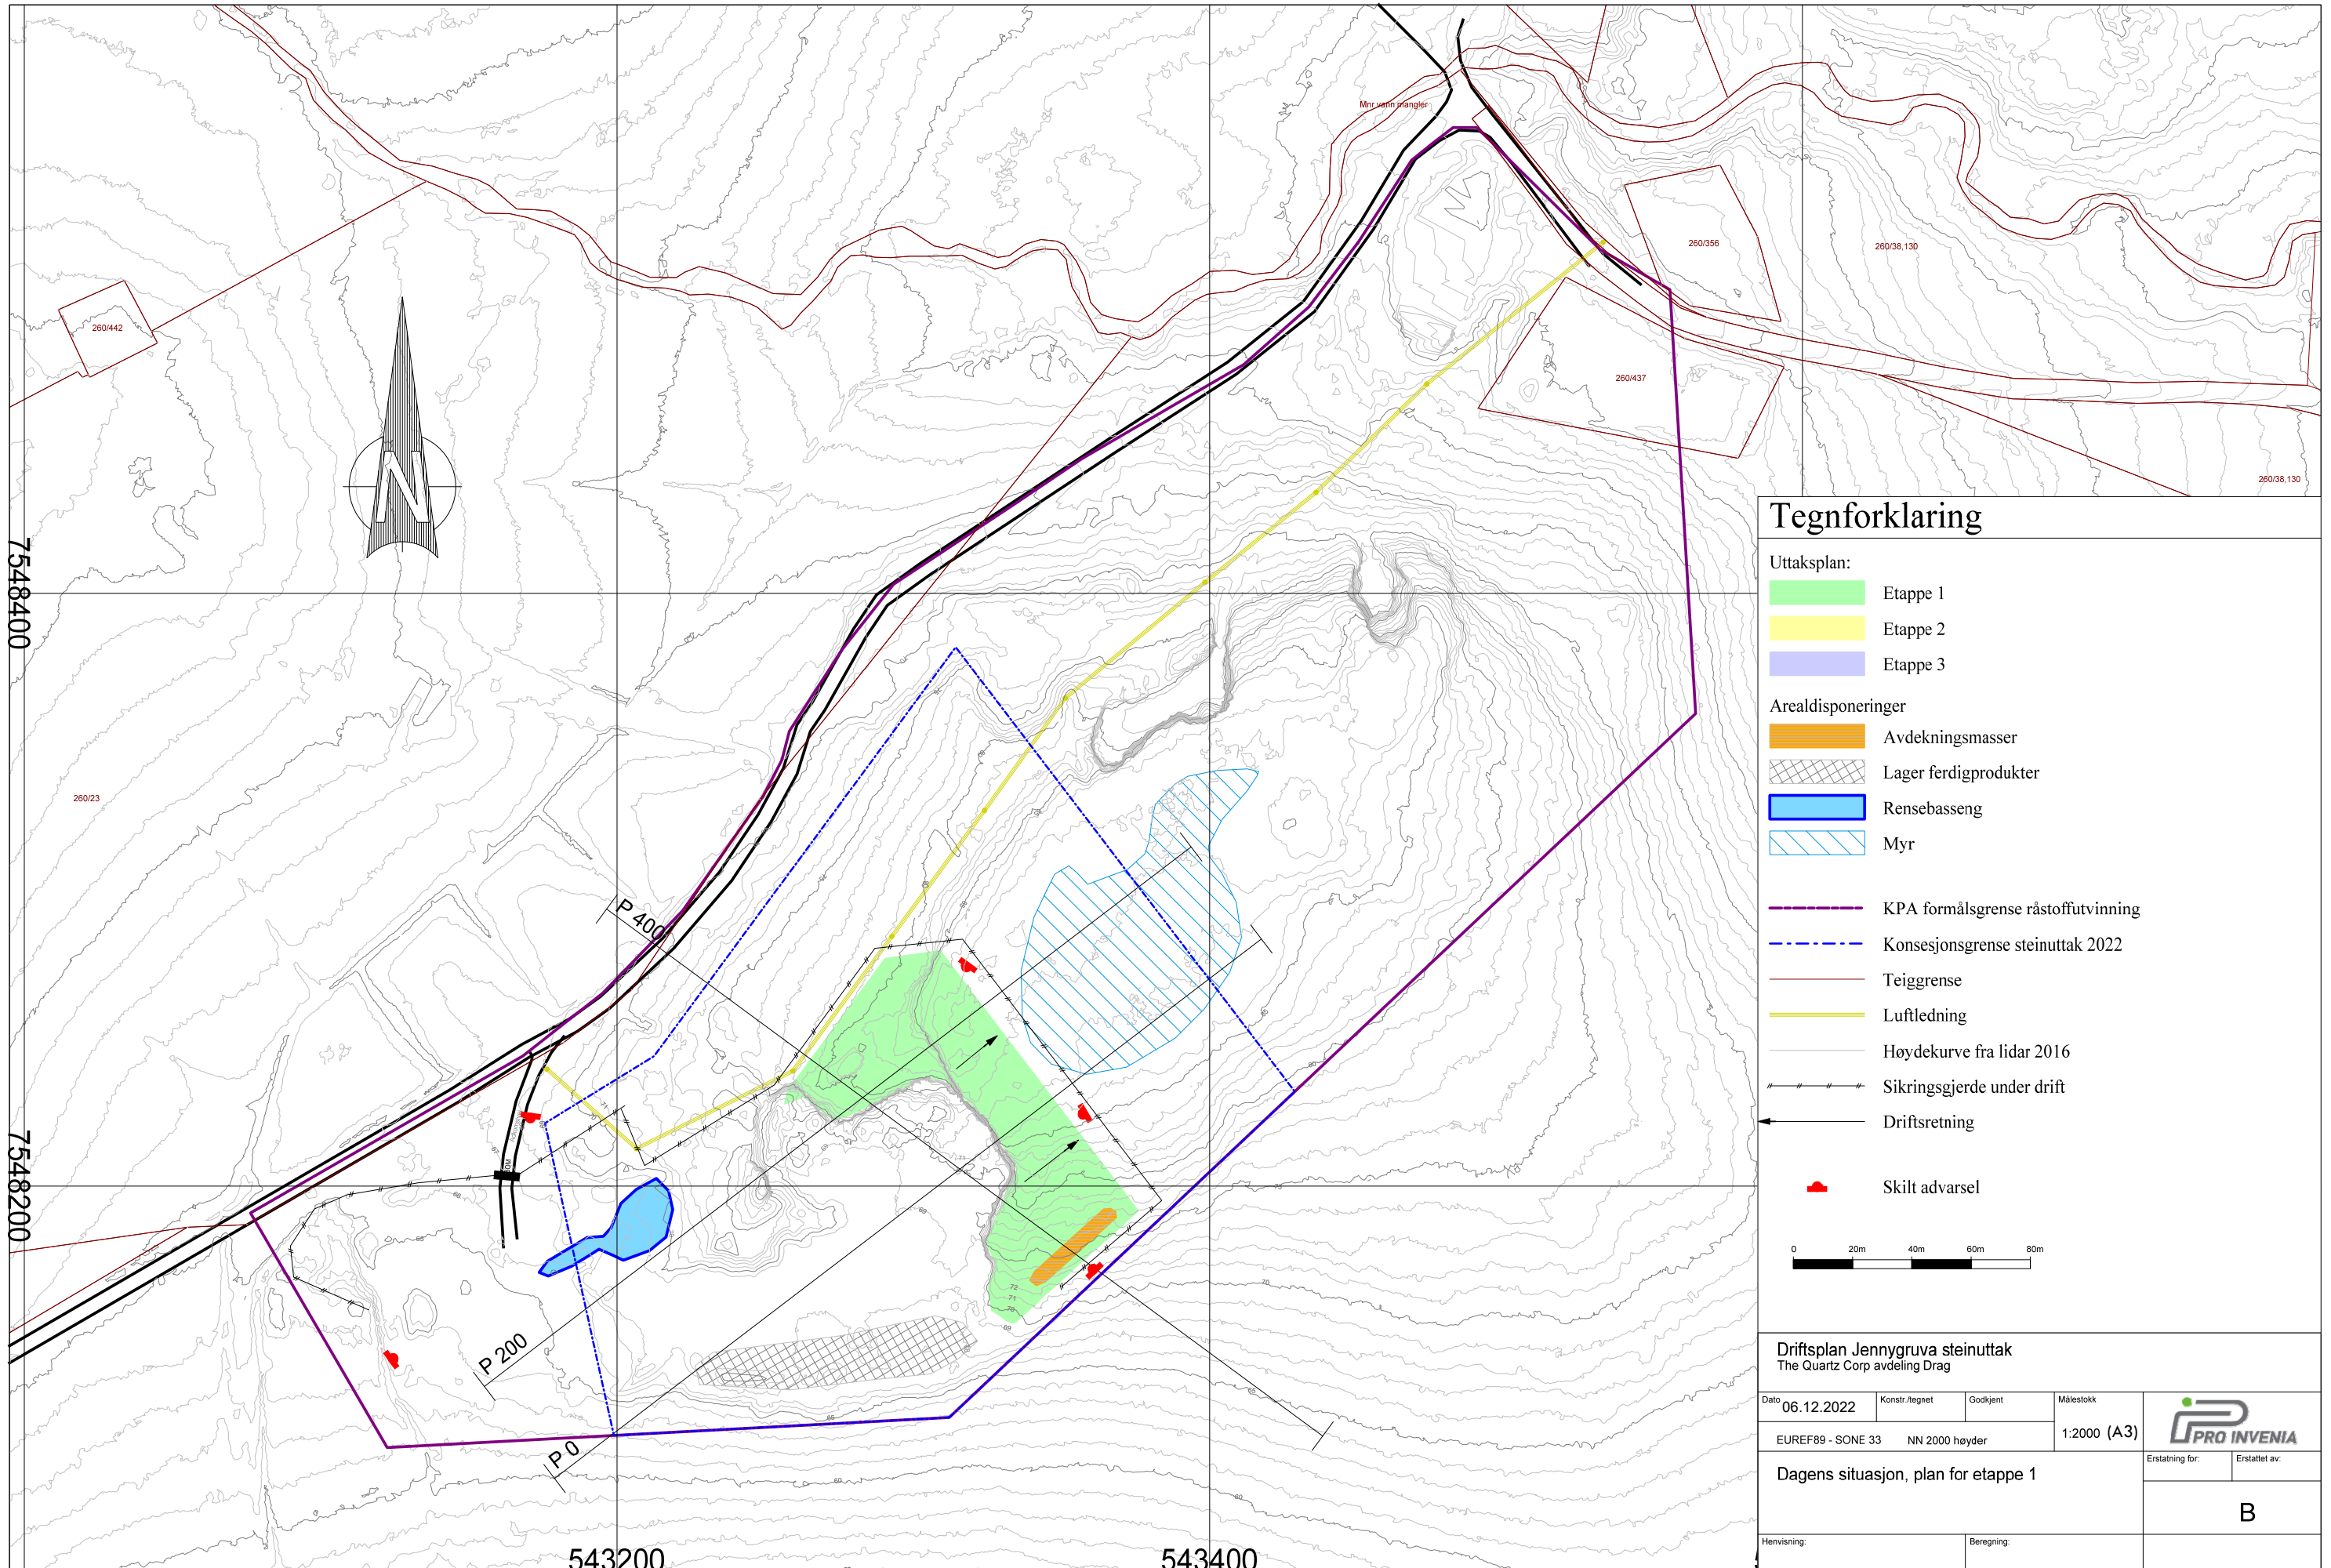 Mnr vann mangler
260/442
260/356
260/38,130
260/437
260/38,130
N
7548400
260/23
P 400
7548200
P 200
P 0
BOM
72
71
70
69
543200
543400
Tegnforklaring
Uttaksplan:
Etappe 1
Etappe 2
Etappe 3
Arealdisponeringer
Avdekningsmasser
Lager ferdigprodukter
Rensebasseng
Myr
KPA formålsgrense råstoffutvinning
Konsesjonsgrense steinuttak 2022
Teiggrense
Luftledning
Høydekurve fra lidar 2016
Sikringsgjerde under drift
Driftsretning
Skilt advarsel
0 20m 40m 60m 80m
Driftsplan Jennygruva steinuttak
The Quartz Corp avdeling Drag
Dato 06.12.2022
Konstr./tegnet
Godkjent
Målestokk
1:2000 (A3)
EUREF89 - SONE 33 NN 2000 høyder
PRO INVENIA
Dagens situasjon, plan for etappe 1
Erstatning for:
Erstattet av:
B
Henvisning:
Beregning: